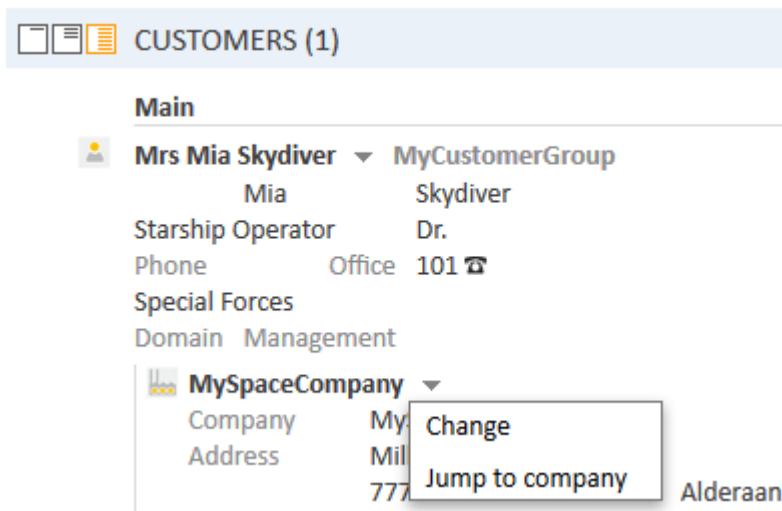 CUSTOMERS (1)
Main
Mrs Mia Skydiver MyCustomerGroup
Mia Skydiver
Starship Operator Dr.
Phone Office 101
Special Forces
Domain Management
MySpaceCompany
Company
Change
Address
Jump to company
777 Alderaan